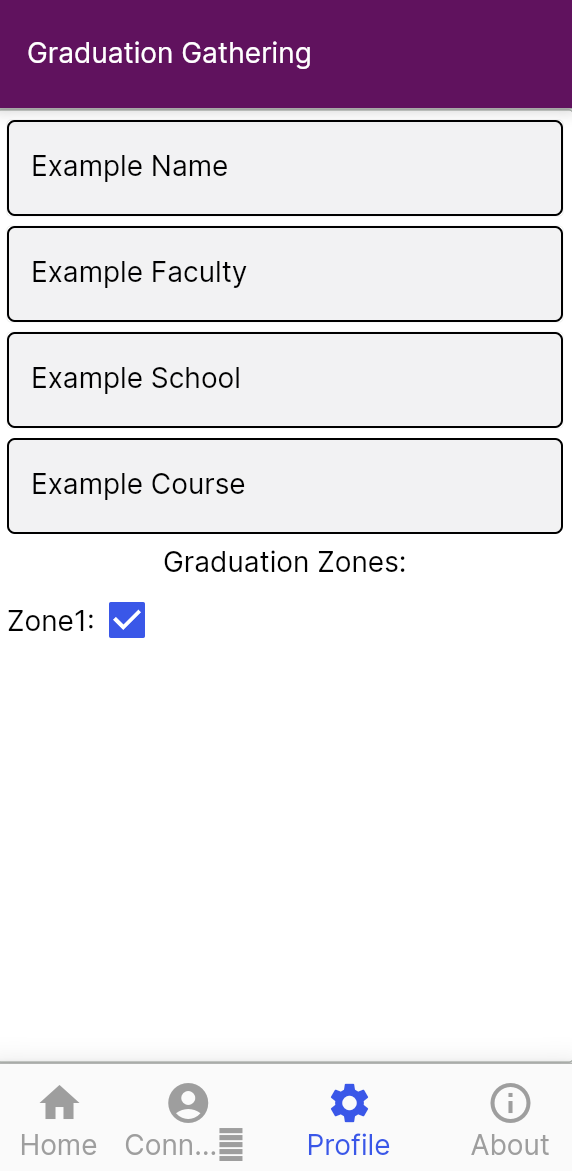 Graduation Gathering
Example Name
Example Faculty
Example School
Example Course
Graduation Zones:
Zone1:
Home Conn... Profile About